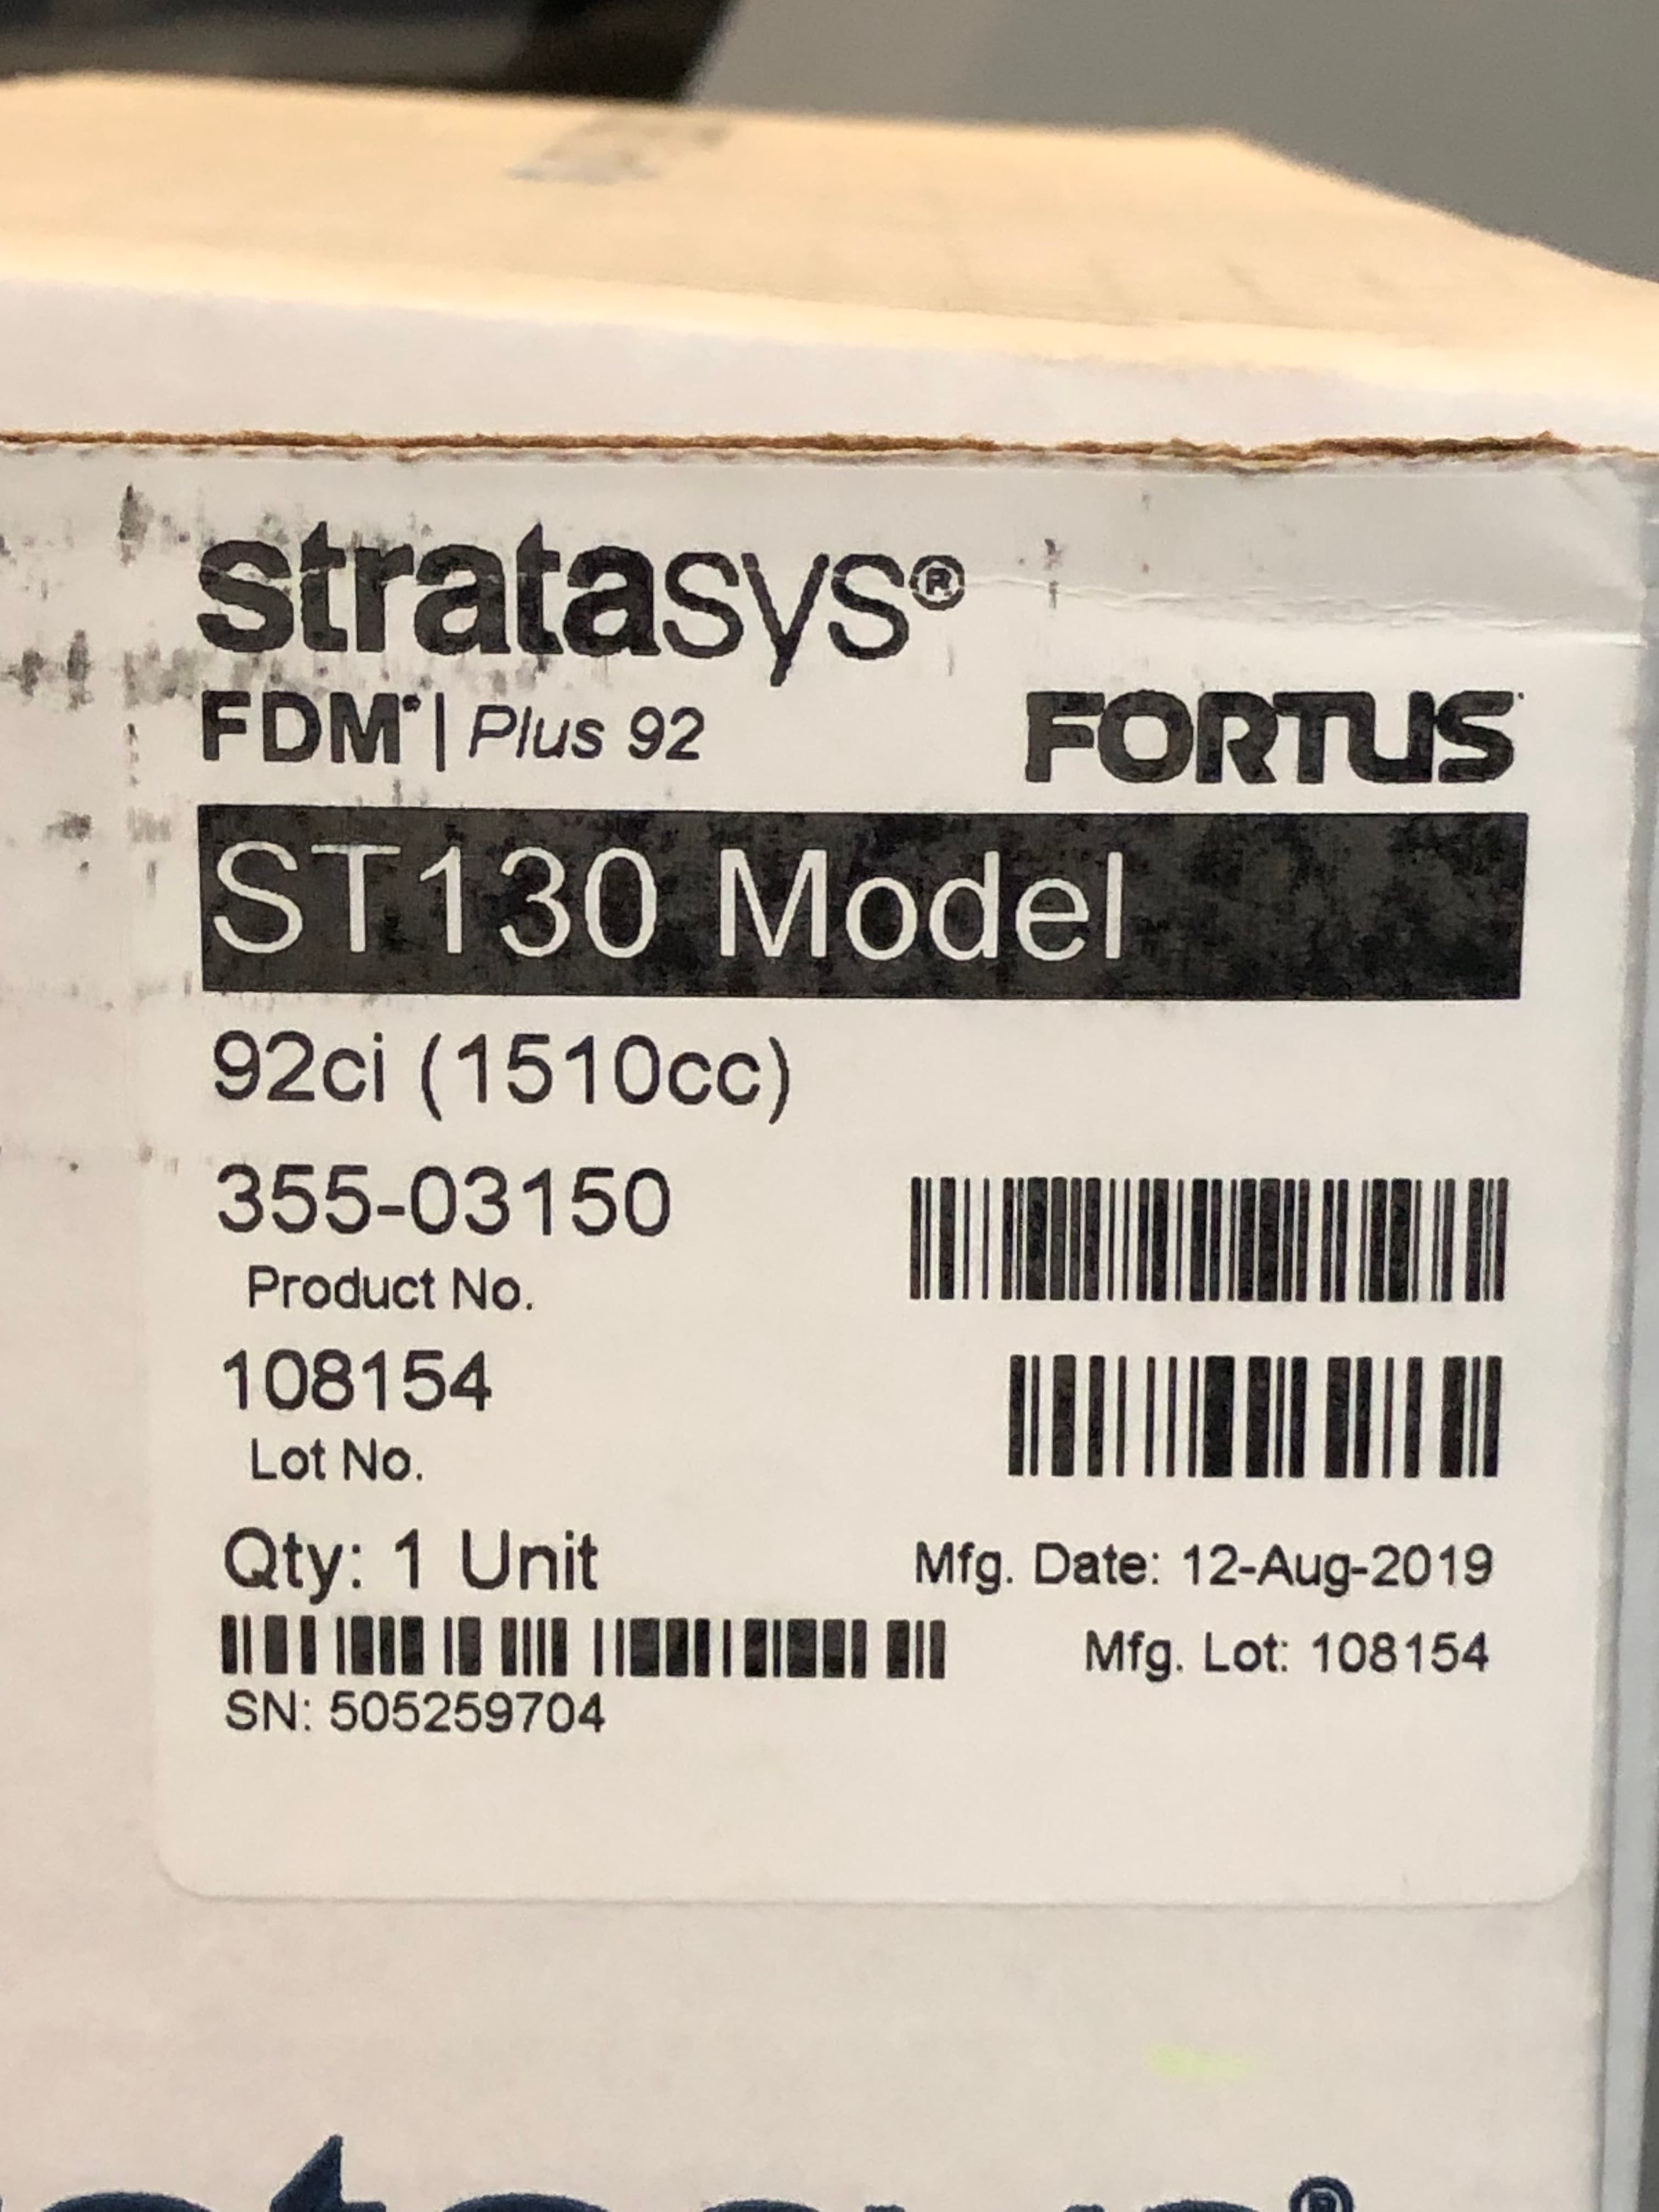 stratasys®
FDM® | Plus 92
FORTUS
ST130 Model
92ci (1510cc)
355-03150
Product No.
108154
Lot No.
Qty: 1 Unit
Mfg. Date: 12-Aug-2019
Mfg. Lot: 108154
SN: 505259704